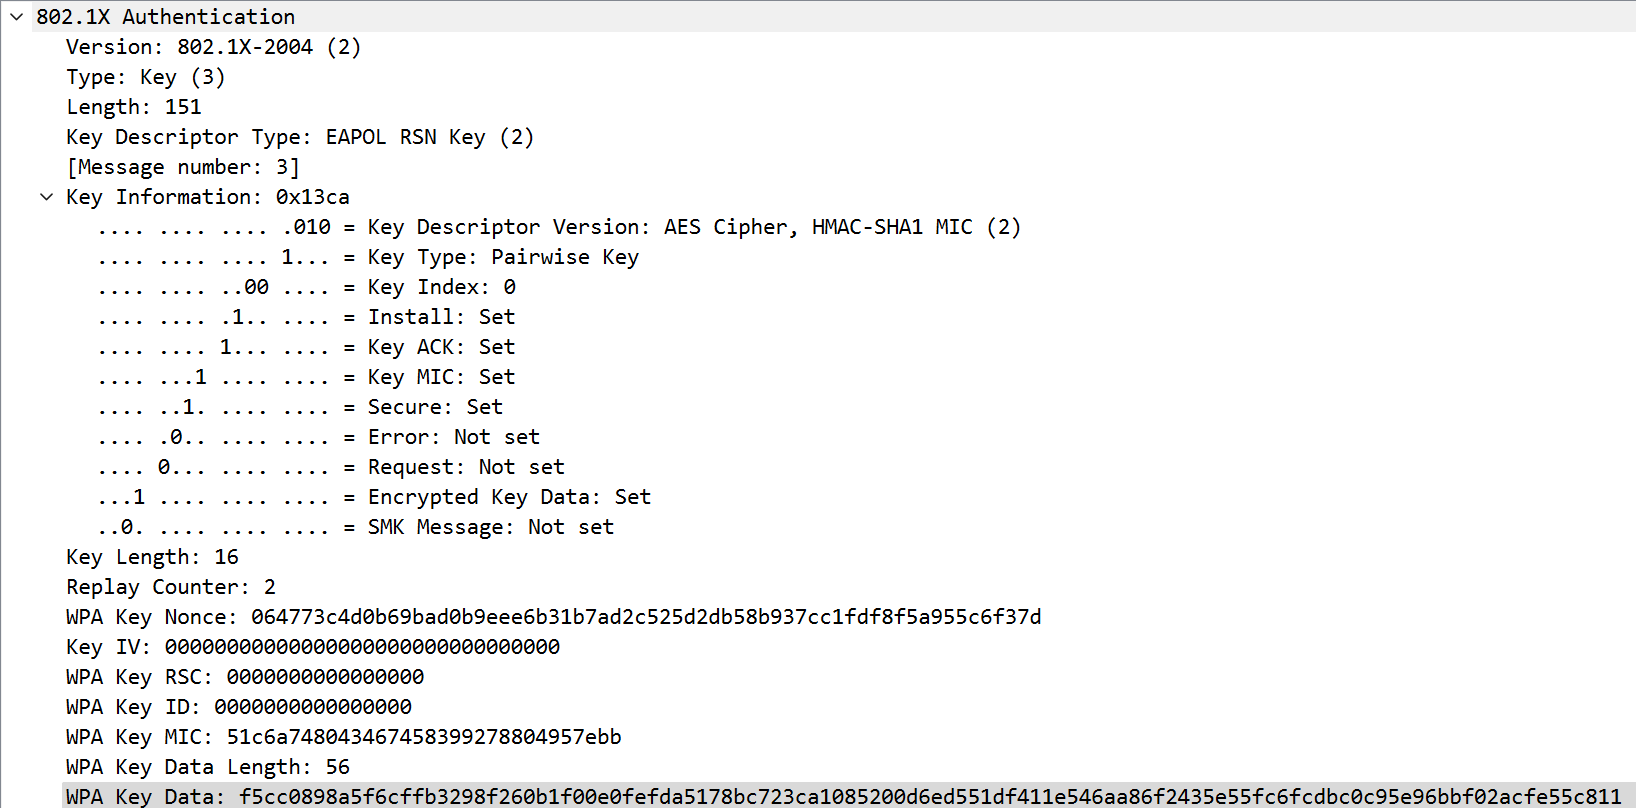 802.1X Authentication
Version: 802.1X-2004 (2)
Type: Key (3)
Length: 151
Key Descriptor Type: EAPOL RSN Key (2)
[Message number: 3]
Key Information: 0x13ca
.... .... .... .010 = Key Descriptor Version: AES Cipher, HMAC-SHA1 MIC (2)
.... .... .... 1... = Key Type: Pairwise Key
.... .... ..00 .... = Key Index: 0
.... .... .1.. .... = Install: Set
.... .... 1... .... = Key ACK: Set
.... ...1 .... .... = Key MIC: Set
.... ..1. .... .... = Secure: Set
.... .0.. .... .... = Error: Not set
.... 0... .... .... = Request: Not set
...1 .... .... .... = Encrypted Key Data: Set
..0. .... .... .... = SMK Message: Not set
Key Length: 16
Replay Counter: 2
WPA Key Nonce: 064773c4d0b69bad0b9eee6b31b7ad2c525d2db58b937cc1fdf8f5a955c6f37d
Key IV: 00000000000000000000000000000000
WPA Key RSC: 0000000000000000
WPA Key ID: 0000000000000000
WPA Key MIC: 51c6a7480434674583992788049​57ebb
WPA Key Data Length: 56
WPA Key Data: f5cc0898a5f6cffb3298f260b1f00e0fefda5178bc723ca1085200d6ed551df411e546aa86f2435e55fc6fcdbc0c95e96bbf02acfe55c811